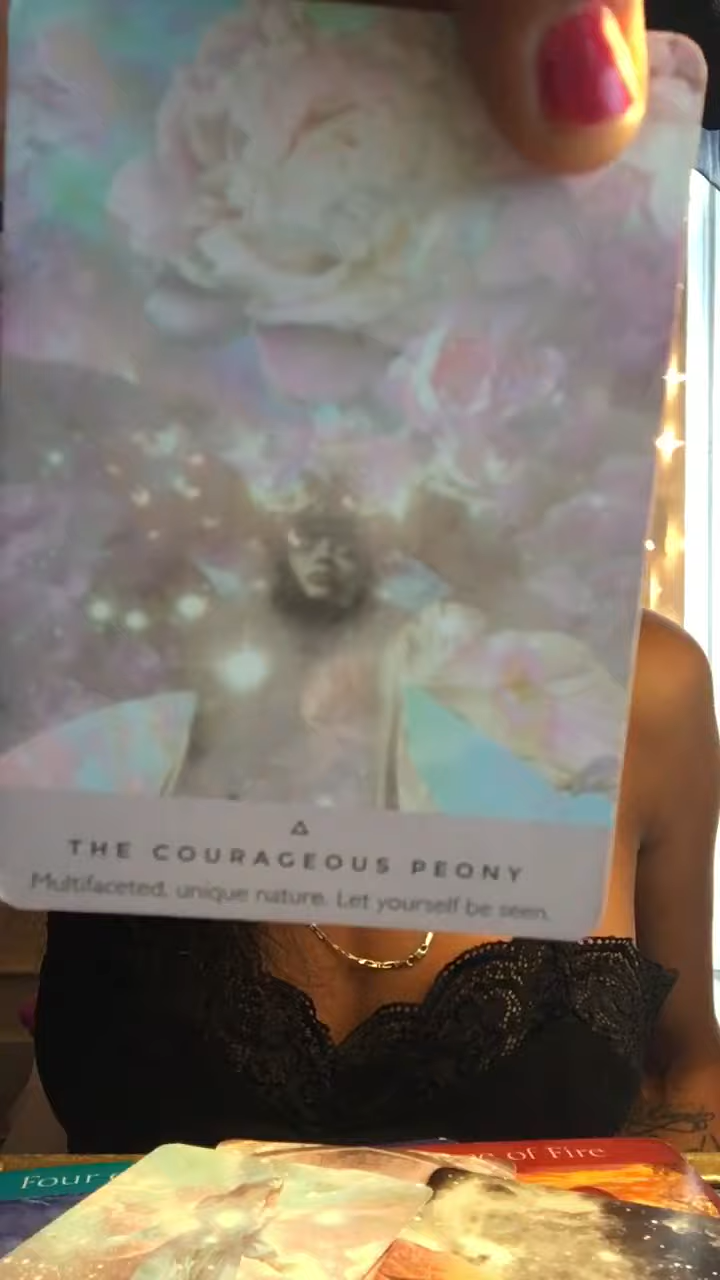 THE COURAGEOUS PEONY
Multifaceted, unique nature. Let yourself be seen.
Four
of Fire